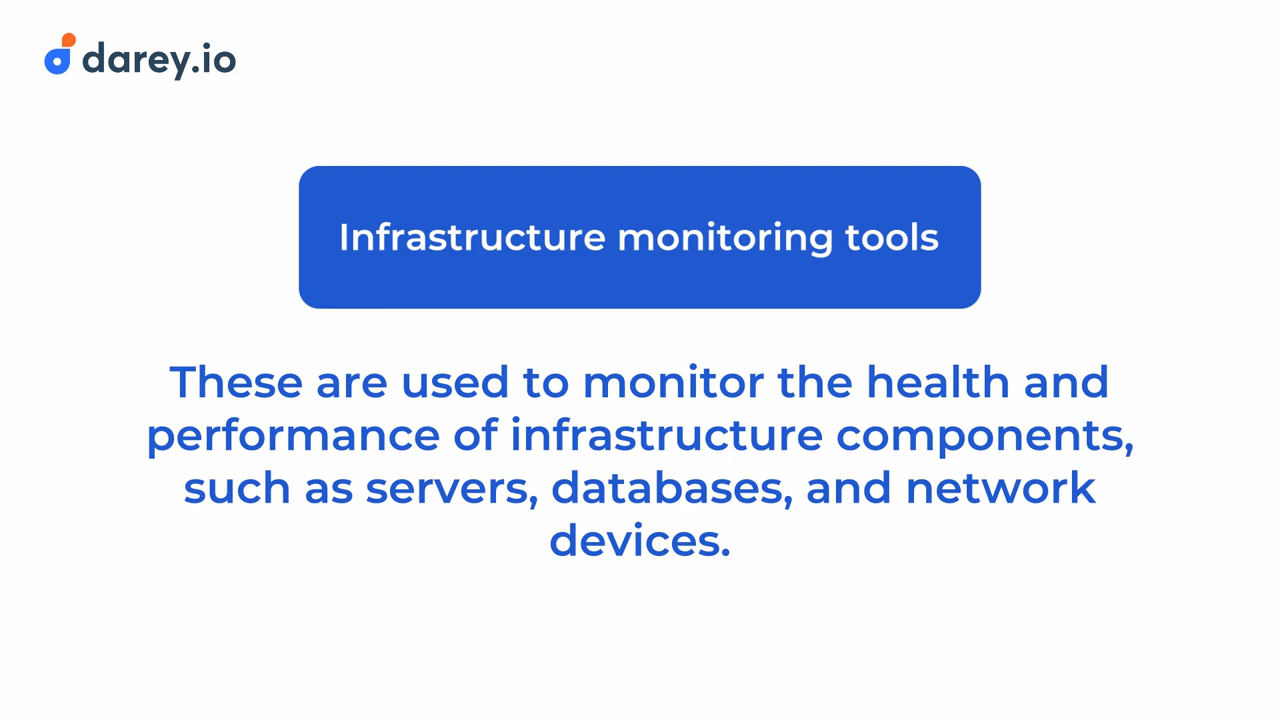 darey.io
Infrastructure monitoring tools
These are used to monitor the health and
performance of infrastructure components,
such as servers, databases, and network
devices.